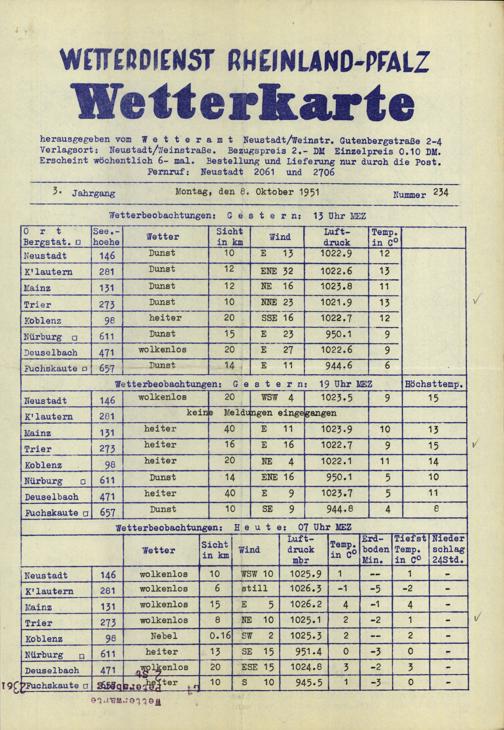 WETTERDIENST RHEINLAND-PFALZ
Wetterkarte
herausgegeben vom Wetteramt Neustadt/Weinstr. Gutenbergstraße 2-4
Verlagsort: Neustadt/Weinstraße. Bezugspreis 2.- DM Einzelpreis 0.10 DM.
Erscheint wöchentlich 6- mal. Bestellung und Lieferung nur durch die Post.
Fernruf: Neustadt 2061 und 2706
3. Jahrgang Montag, den 8. Oktober 1951 Nummer 234
Wetterbeobachtungen: Gestern: 13 Uhr MEZ
Ort See.- Wetter Sicht Wind Luft- Temp.
Bergstat. □ hoehe in km druck in C°
Neustadt 146 Dunst 10 E 13 1022.9 12
K'lautern 281 Dunst 12 ENE 32 1022.6 13
Mainz 131 Dunst 12 NE 16 1023.8 11
Trier 273 Dunst 10 NNE 23 1021.9 13
Koblenz 98 heiter 20 SSE 16 1022.7 12
Nürburg □ 611 Dunst 15 E 23 950.1 9
Deuselbach 471 wolkenlos 20 E 27 1022.6 9
Fuchskaute □ 657 Dunst 14 E 11 944.6 6
Wetterbeobachtungen: Gestern: 19 Uhr MEZ Höchsttemp.
Neustadt 146 wolkenlos 20 WSW 4 1023.5 9 15
K'lautern 281 keine Meldungen eingegangen
Mainz 131 heiter 40 E 11 1023.9 10 13
Trier 273 heiter 16 E 16 1022.7 9 15
Koblenz 98 heiter 20 NE 4 1022.1 11 14
Nürburg □ 611 Dunst 14 ENE 16 950.1 5 10
Deuselbach 471 heiter 40 E 9 1023.7 5 11
Fuchskaute □ 657 Dunst 10 SE 9 944.8 4 8
Wetterbeobachtungen: Heute: 07 Uhr MEZ
Wetter Sicht Wind Luft- Temp. Erd- Tiefst Nieder
in km druck in C° boden Temp. schlag
mbr Min. in C° 24Std.
Neustadt 146 wolkenlos 10 WSW 10 1025.9 1 -- 1 -
K'lautern 281 wolkenlos 6 still 1026.3 -1 -5 -2 -
Mainz 131 wolkenlos 15 E 5 1026.2 4 -1 4 -
Trier 273 wolkenlos 8 NE 10 1025.1 2 -2 1 -
Koblenz 98 Nebel 0.16 SW 2 1025.3 2 -- 2 -
Nürburg □ 611 heiter 13 SE 15 951.4 0 -3 0 -
Deuselbach 471 wolkenlos 20 ESE 15 1024.8 3 -2 3 -
Fuchskaute □ 657 heiter 10 S 10 945.5 1 -3 0 -
Wetterwarte